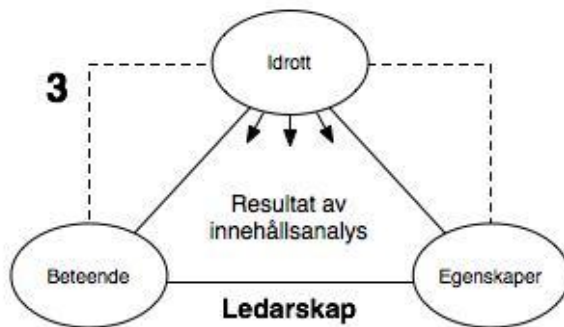 Idrott
3
Resultat av
innehållsanalys
Beteende
Egenskaper
Ledarskap